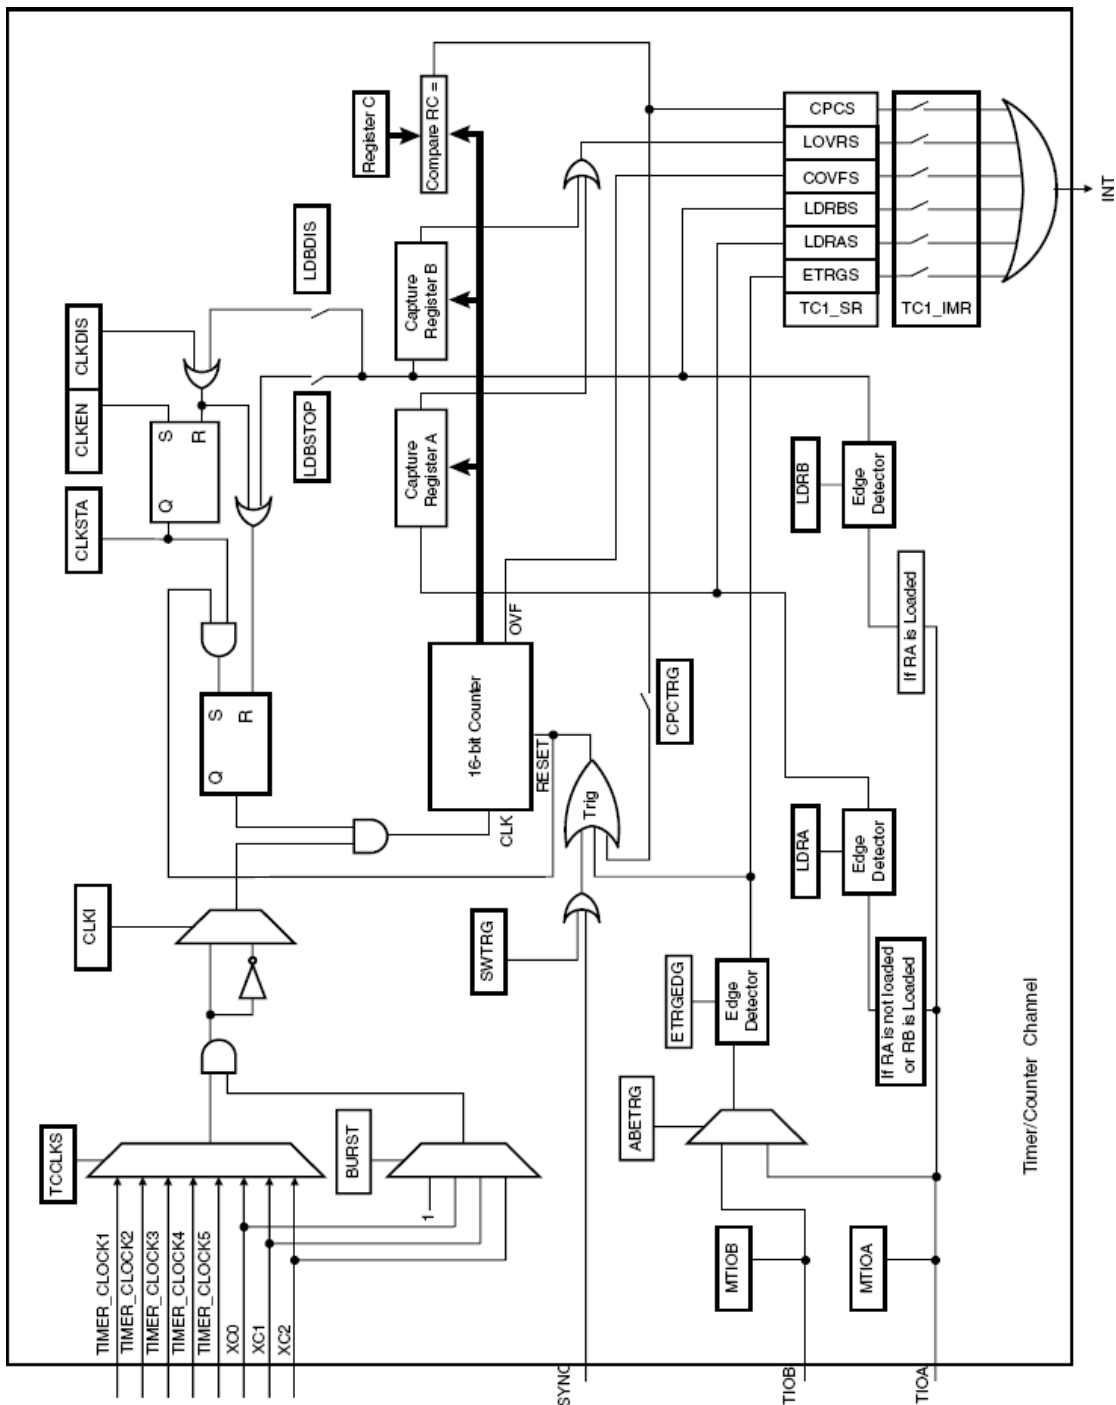 TCCLKS
TIMER_CLOCK1
TIMER_CLOCK2
TIMER_CLOCK3
TIMER_CLOCK4
TIMER_CLOCK5
XC0
XC1
XC2
BURST
1
CLKI
CLKSTA
CLKEN
CLKDIS
Q
S
R
Q
S
R
LDBSTOP
LDBDIS
Register C
Capture
Register A
Capture
Register B
Compare RC =
16-bit Counter
CLK
RESET
OVF
SWTRG
SYNC
Trig
CPCTRG
ABETRG
ETRGEDG
Edge
Detector
MTIOB
TIOB
MTIOA
TIOA
LDRA
Edge
Detector
If RA is not loaded
or RB is Loaded
LDRB
Edge
Detector
If RA is Loaded
CPCS
LOVRS
COVFS
LDRBS
LDRAS
ETRGS
TC1_SR
TC1_IMR
INT
Timer/Counter Channel